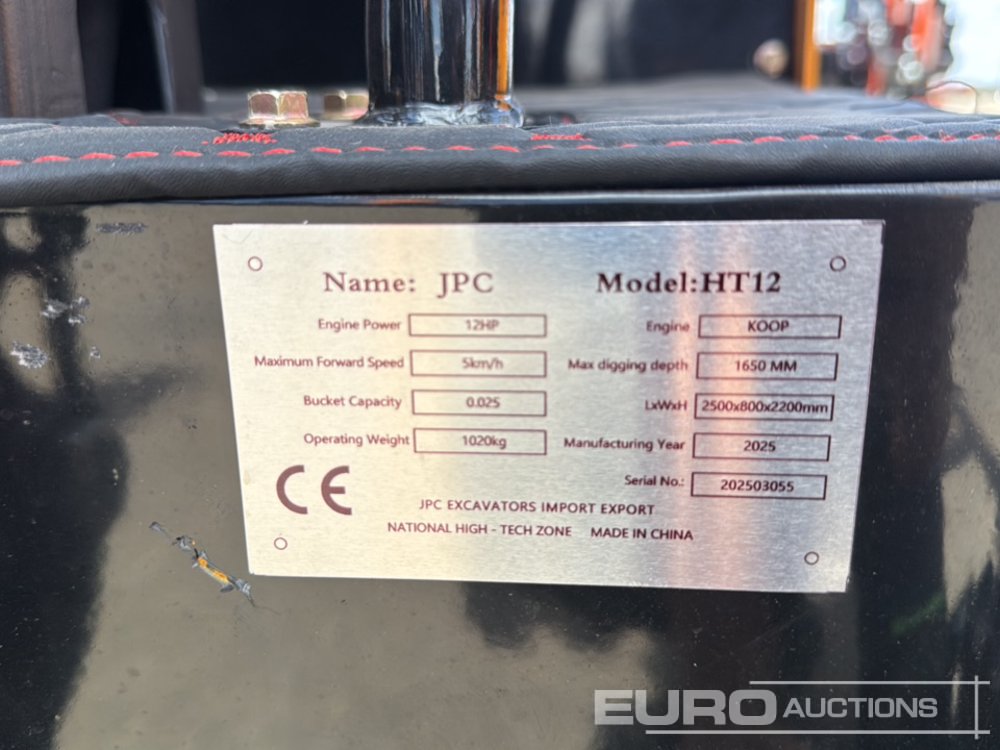 Name: JPC Model:HT12
Engine Power 12HP Engine KOOP
Maximum Forward Speed 5km/h Max digging depth 1650 MM
Bucket Capacity 0.025 LxWxH 2500x800x2200mm
Operating Weight 1020kg Manufacturing Year 2025
Serial No.: 202503055
CE
JPC EXCAVATORS IMPORT EXPORT
NATIONAL HIGH - TECH ZONE MADE IN CHINA
EURO AUCTIONS